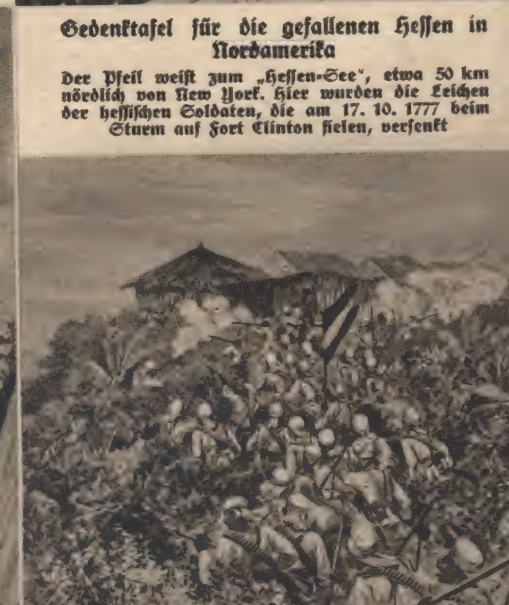 Gedenktafel für die gefallenen Hessen in
Nordamerika
Der Pfeil weist zum „Hessen-See“, etwa 50 km
nördlich von New York. Hier wurden die Leichen
der hessischen Soldaten, die am 17. 10. 1777 beim
Sturm auf Fort Clinton fielen, versenkt